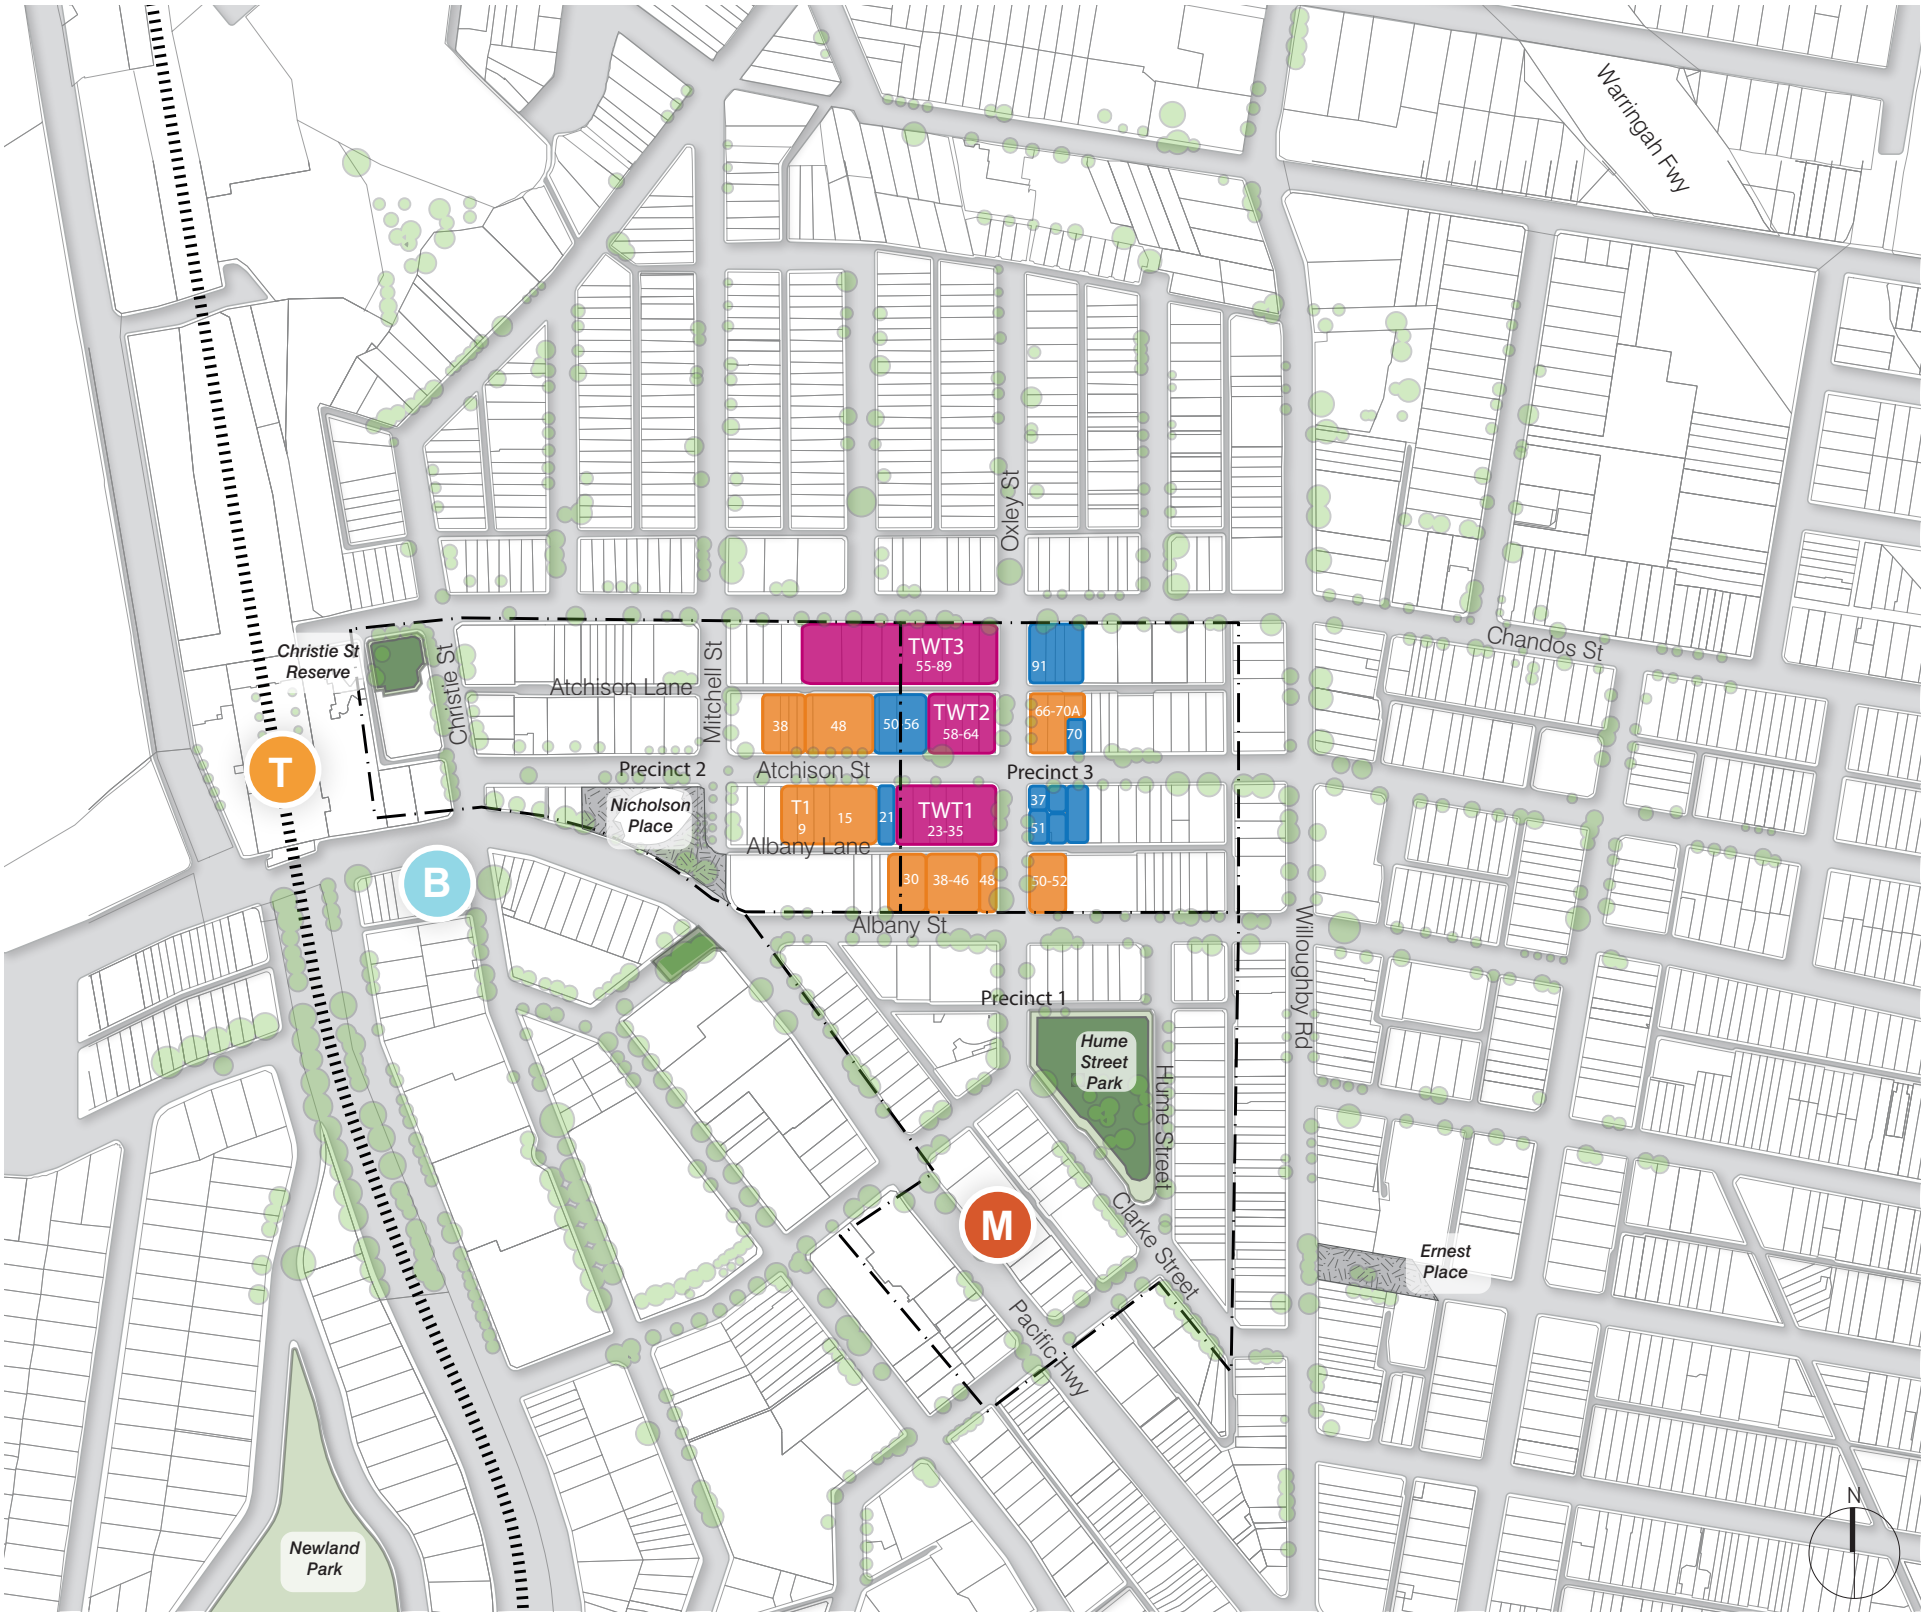 Warringah Fwy
Oxley St
Chandos St
Christie St
Reserve
Christie St
Mitchell St
Atchison Lane
TWT3
55-89
91
38
48
50
56
TWT2
58-64
66-70A
70
T
Precinct 2
Atchison St
Precinct 3
Nicholson
Place
T1
9
15
21
TWT1
23-35
37
51
Albany Lane
B
30
38-46
48
50-52
Albany St
Willoughby Rd
Precinct 1
Hume
Street
Park
Hume Street
M
Clarke Street
Ernest
Place
Pacific Hwy
N
Newland
Park